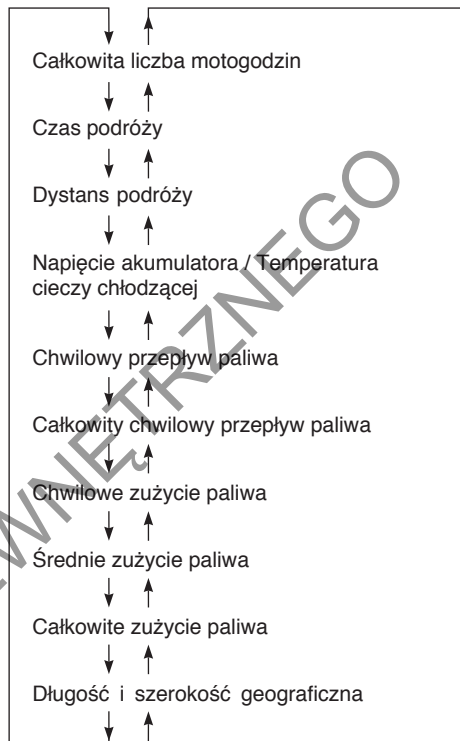 Całkowita liczba motogodzin
Czas podróży
Dystans podróży
Napięcie akumulatora / Temperatura
cieczy chłodzącej
Chwilowy przepływ paliwa
Całkowity chwilowy przepływ paliwa
Chwilowe zużycie paliwa
Średnie zużycie paliwa
Całkowite zużycie paliwa
Długość i szerokość geograficzna